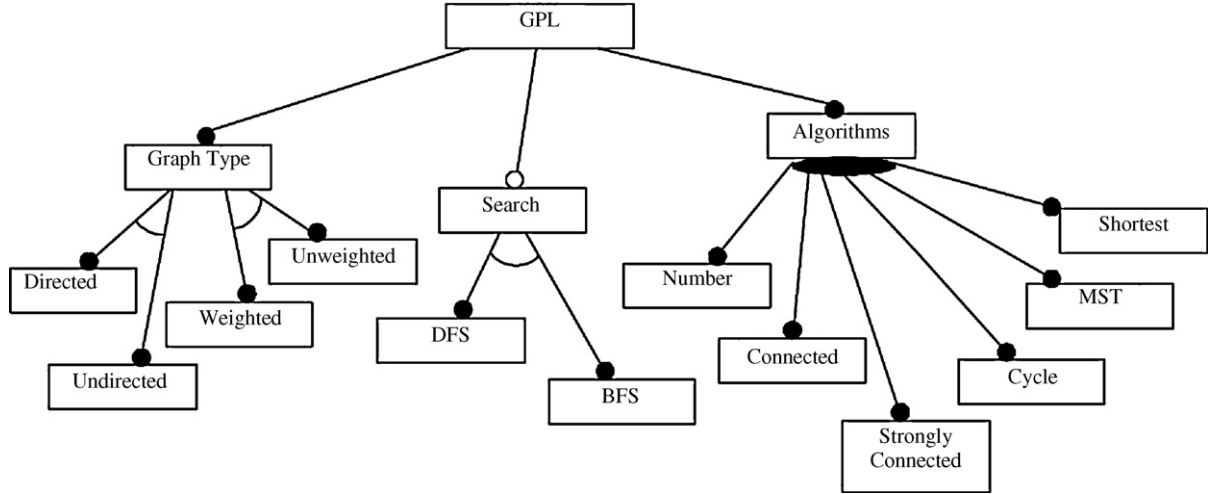 GPL
Graph Type
Search
Algorithms
Directed
Undirected
Weighted
Unweighted
DFS
BFS
Number
Connected
Strongly
Connected
Cycle
MST
Shortest